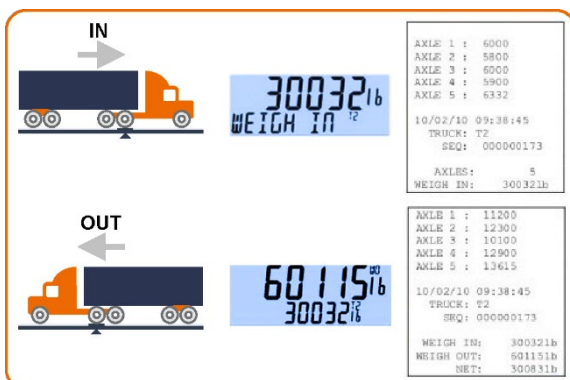 IN
30032lb
T2
WEIGH IN
AXLE 1 : 6000
AXLE 2 : 5800
AXLE 3 : 6000
AXLE 4 : 5900
AXLE 5 : 6332
10/02/10 09:38:45
TRUCK: T2
SEQ: 000000173
AXLES: 5
WEIGH IN: 30032lb
OUT
60115lb
30032lb
AXLE 1 : 11200
AXLE 2 : 12300
AXLE 3 : 10100
AXLE 4 : 12900
AXLE 5 : 13615
10/02/10 09:38:45
TRUCK: T2
SEQ: 000000173
WEIGH IN: 30032lb
WEIGH OUT: 60115lb
NET: 30083lb